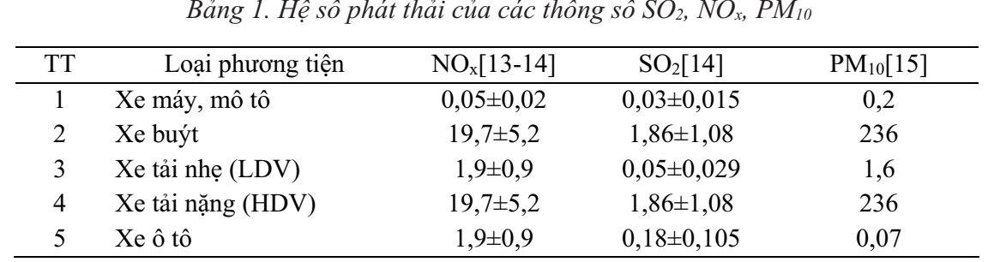 Bảng 1. Hệ số phát thải của các thông số SO₂, NOₓ, PM₁₀
TT Loại phương tiện NOₓ[13-14] SO₂[14] PM₁₀[15]
1 Xe máy, mô tô 0,05±0,02 0,03±0,015 0,2
2 Xe buýt 19,7±5,2 1,86±1,08 236
3 Xe tải nhẹ (LDV) 1,9±0,9 0,05±0,029 1,6
4 Xe tải nặng (HDV) 19,7±5,2 1,86±1,08 236
5 Xe ô tô 1,9±0,9 0,18±0,105 0,07